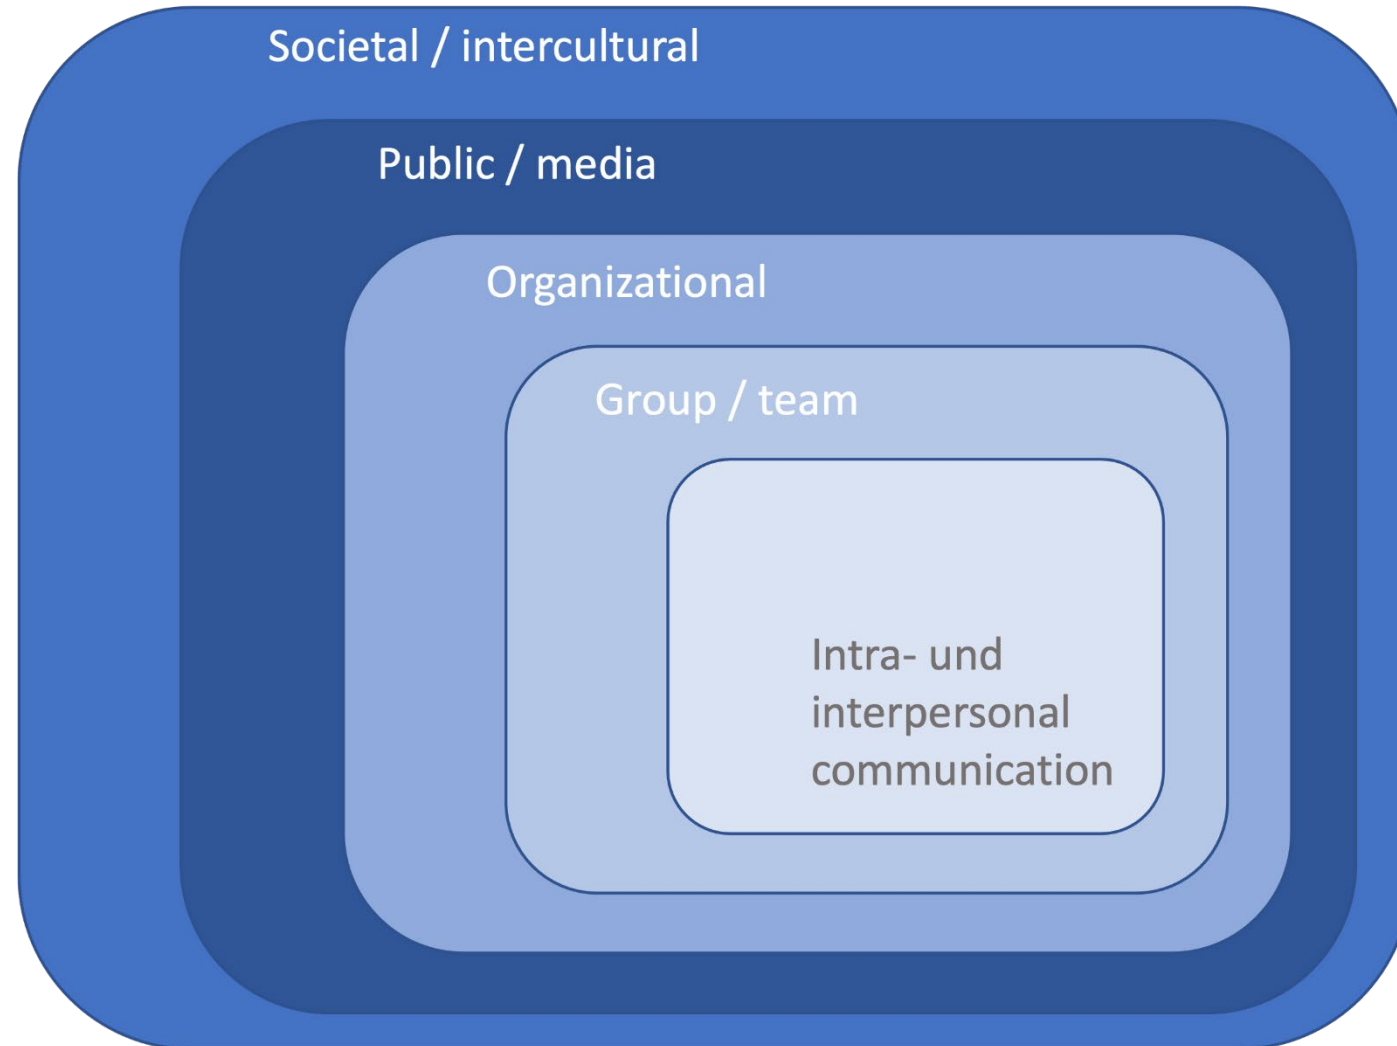 Societal / intercultural
Public / media
Organizational
Group / team
Intra- und
interpersonal
communication